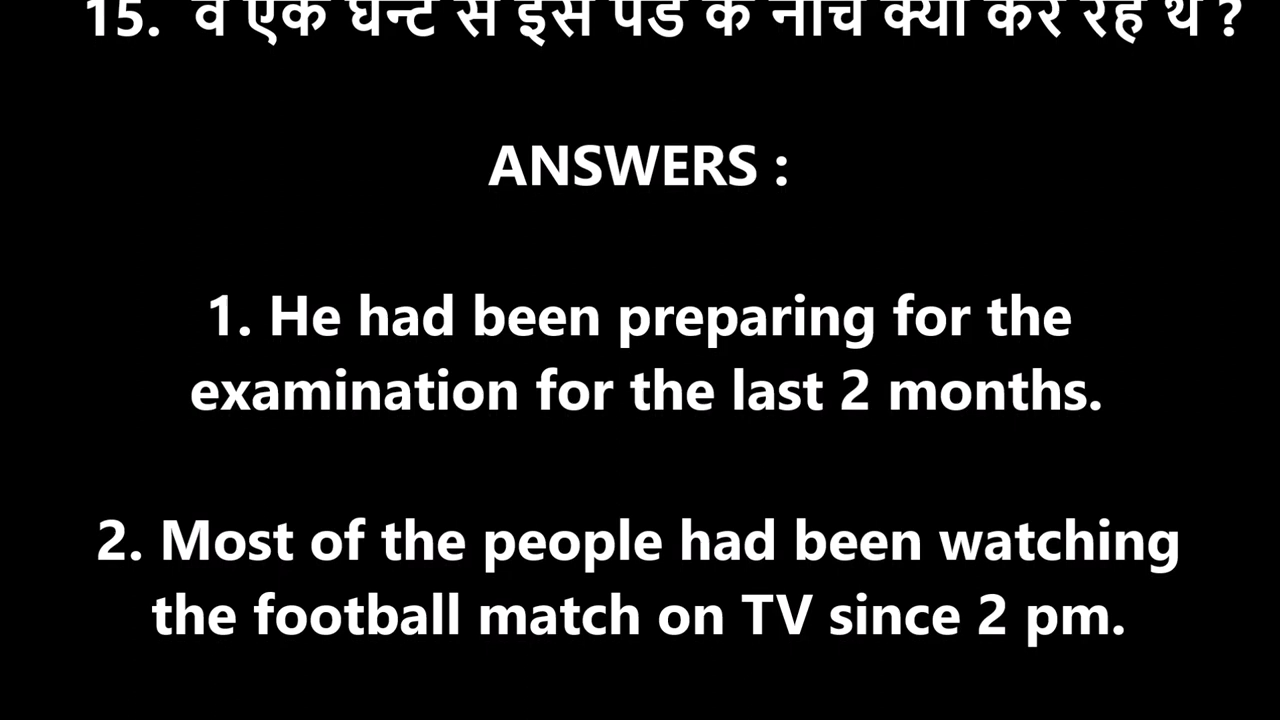 15. वे एक घन्टे से इस पेड के नीचे क्या कर रहे थे ?
ANSWERS :
1. He had been preparing for the
examination for the last 2 months.
2. Most of the people had been watching
the football match on TV since 2 pm.